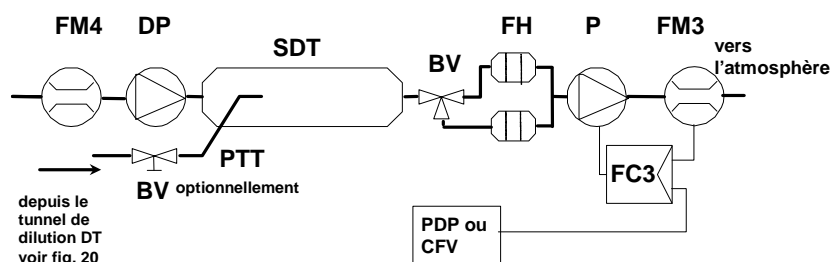 FM4
DP
SDT
BV
FH
P
FM3
vers
l'atmosphère
PTT
BV optionnellement
FC3
depuis le
tunnel de
dilution DT
voir fig. 20
PDP ou
CFV